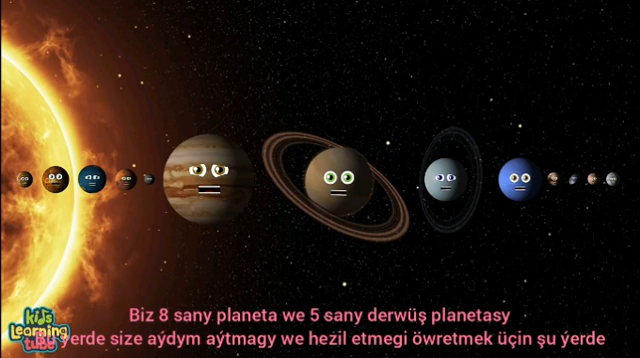 Biz 8 sany planeta we 5 sany derwüş planetasy
ýerde size aýdym aýtmagy we hezil etmegi öwretmek üçin şu ýerde
kids
Learning
tube